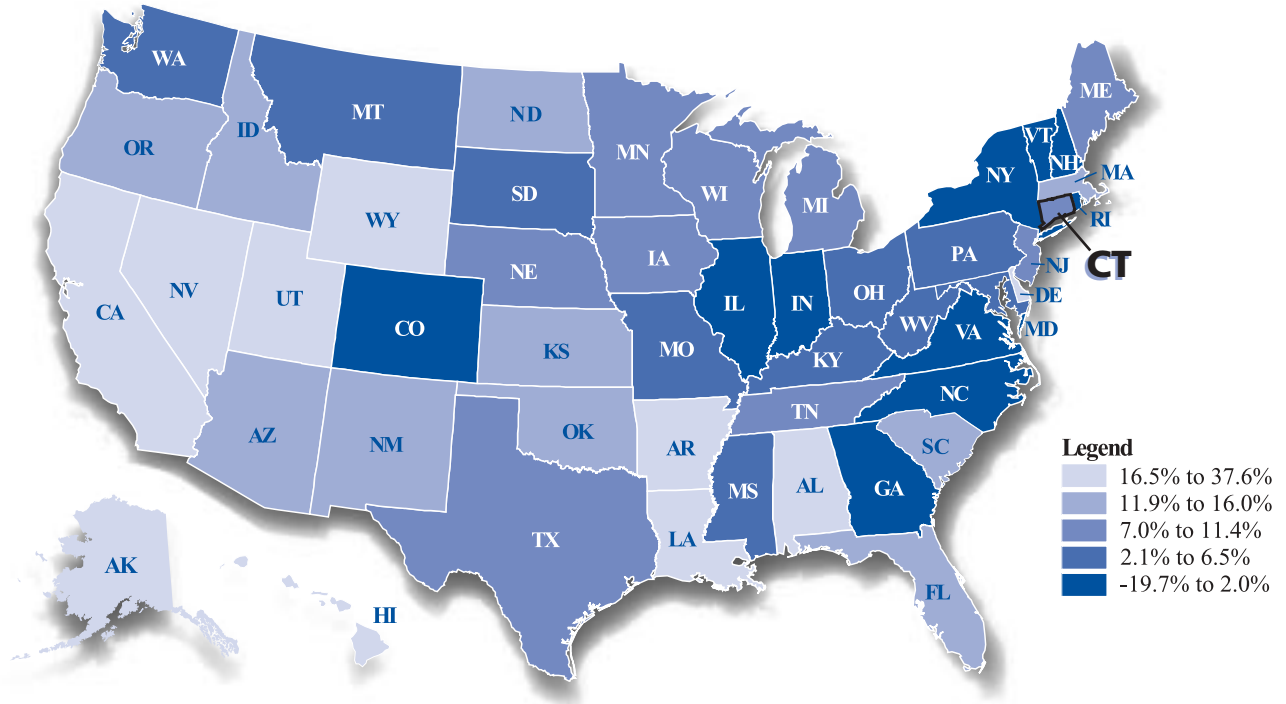 WA
MT
ND
ME
OR
ID
MN
VT
NH
MA
SD
WI
NY
MI
RI
WY
CT
NE
IA
PA
NJ
NV
UT
IL
IN
OH
DE
CA
CO
WV
MD
VA
KS
MO
KY
NC
AZ
NM
OK
TN
AR
SC
MS
AL
GA
TX
LA
AK
FL
HI
Legend
16.5% to 37.6%
11.9% to 16.0%
7.0% to 11.4%
2.1% to 6.5%
-19.7% to 2.0%